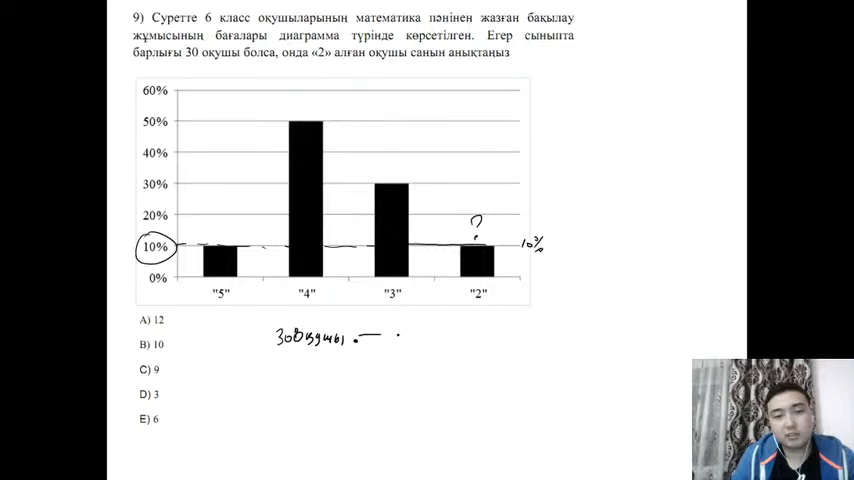 9) Суретте 6 класс оқушыларының математика пәнінен жазған бақылау
жұмысының бағалары диаграмма түрінде көрсетілген. Егер сыныпта
барлығы 30 оқушы болса, онда «2» алған оқушы санын анықтаңыз
60%
50%
40%
30%
20%
?
10%
10%
0%
"5" "4" "3" "2"
A) 12
30 оқушы —
B) 10
C) 9
D) 3
E) 6